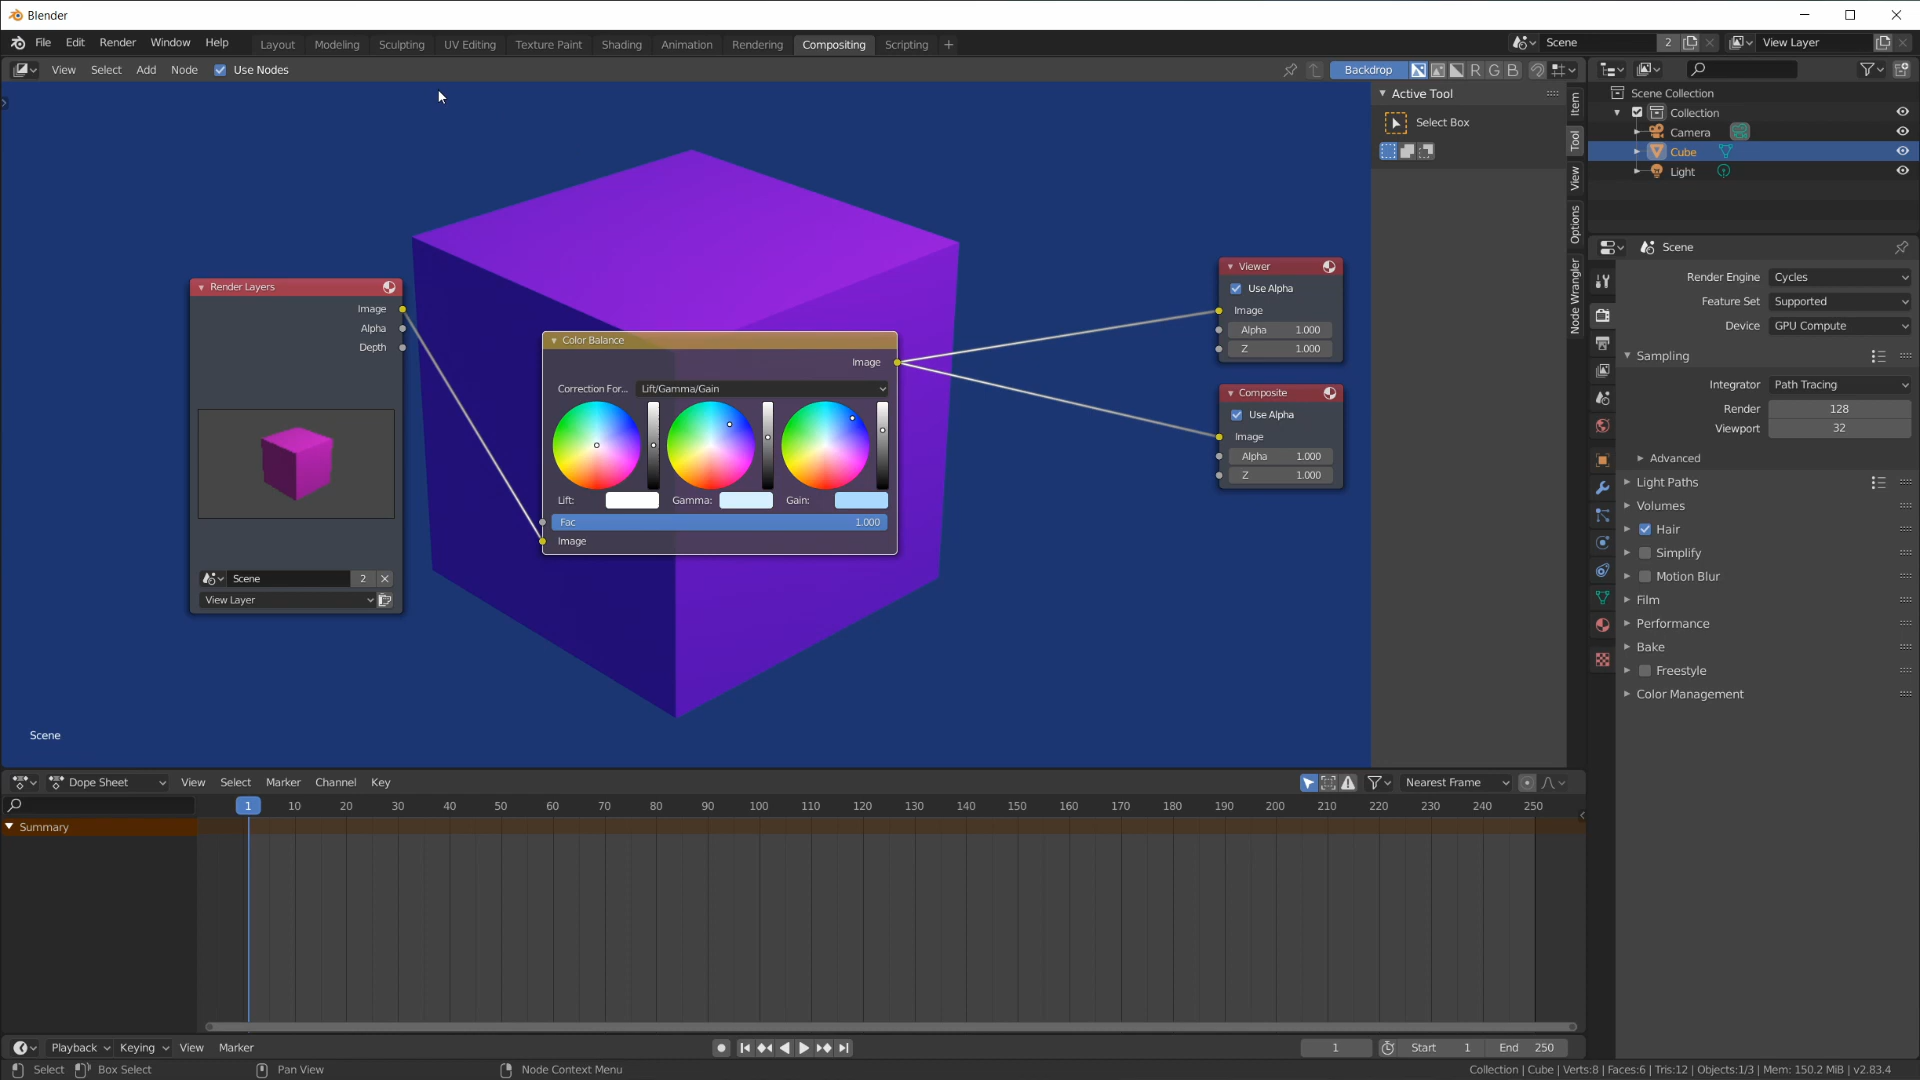 Blender
File Edit Render Window Help Layout Modeling Sculpting UV Editing Texture Paint Shading Animation Rendering Compositing Scripting + Scene 2 View Layer
View Select Add Node Use Nodes Backdrop R G B
Active Tool
Select Box
Item
Tool
View
Options
Node Wrangler
Scene Collection
Collection
Camera
Cube
Light
Render Layers
Image
Alpha
Depth
Scene 2
View Layer
Color Balance
Image
Correction For... Lift/Gamma/Gain
Lift: Gamma: Gain:
Fac 1.000
Image
Viewer
Use Alpha
Image
Alpha 1.000
Z 1.000
Composite
Use Alpha
Image
Alpha 1.000
Z 1.000
Scene
Scene
Render Engine Cycles
Feature Set Supported
Device GPU Compute
Sampling
Integrator Path Tracing
Render 128
Viewport 32
Advanced
Light Paths
Volumes
Hair
Simplify
Motion Blur
Film
Performance
Bake
Freestyle
Color Management
Dope Sheet View Select Marker Channel Key Nearest Frame
1 10 20 30 40 50 60 70 80 90 100 110 120 130 140 150 160 170 180 190 200 210 220 230 240 250
Summary
Playback Keying View Marker 1 Start 1 End 250
Select Box Select Pan View Node Context Menu Collection | Cube | Verts:8 | Faces:6 | Tris:12 | Objects:1/3 | Mem: 150.2 MiB | v2.83.4